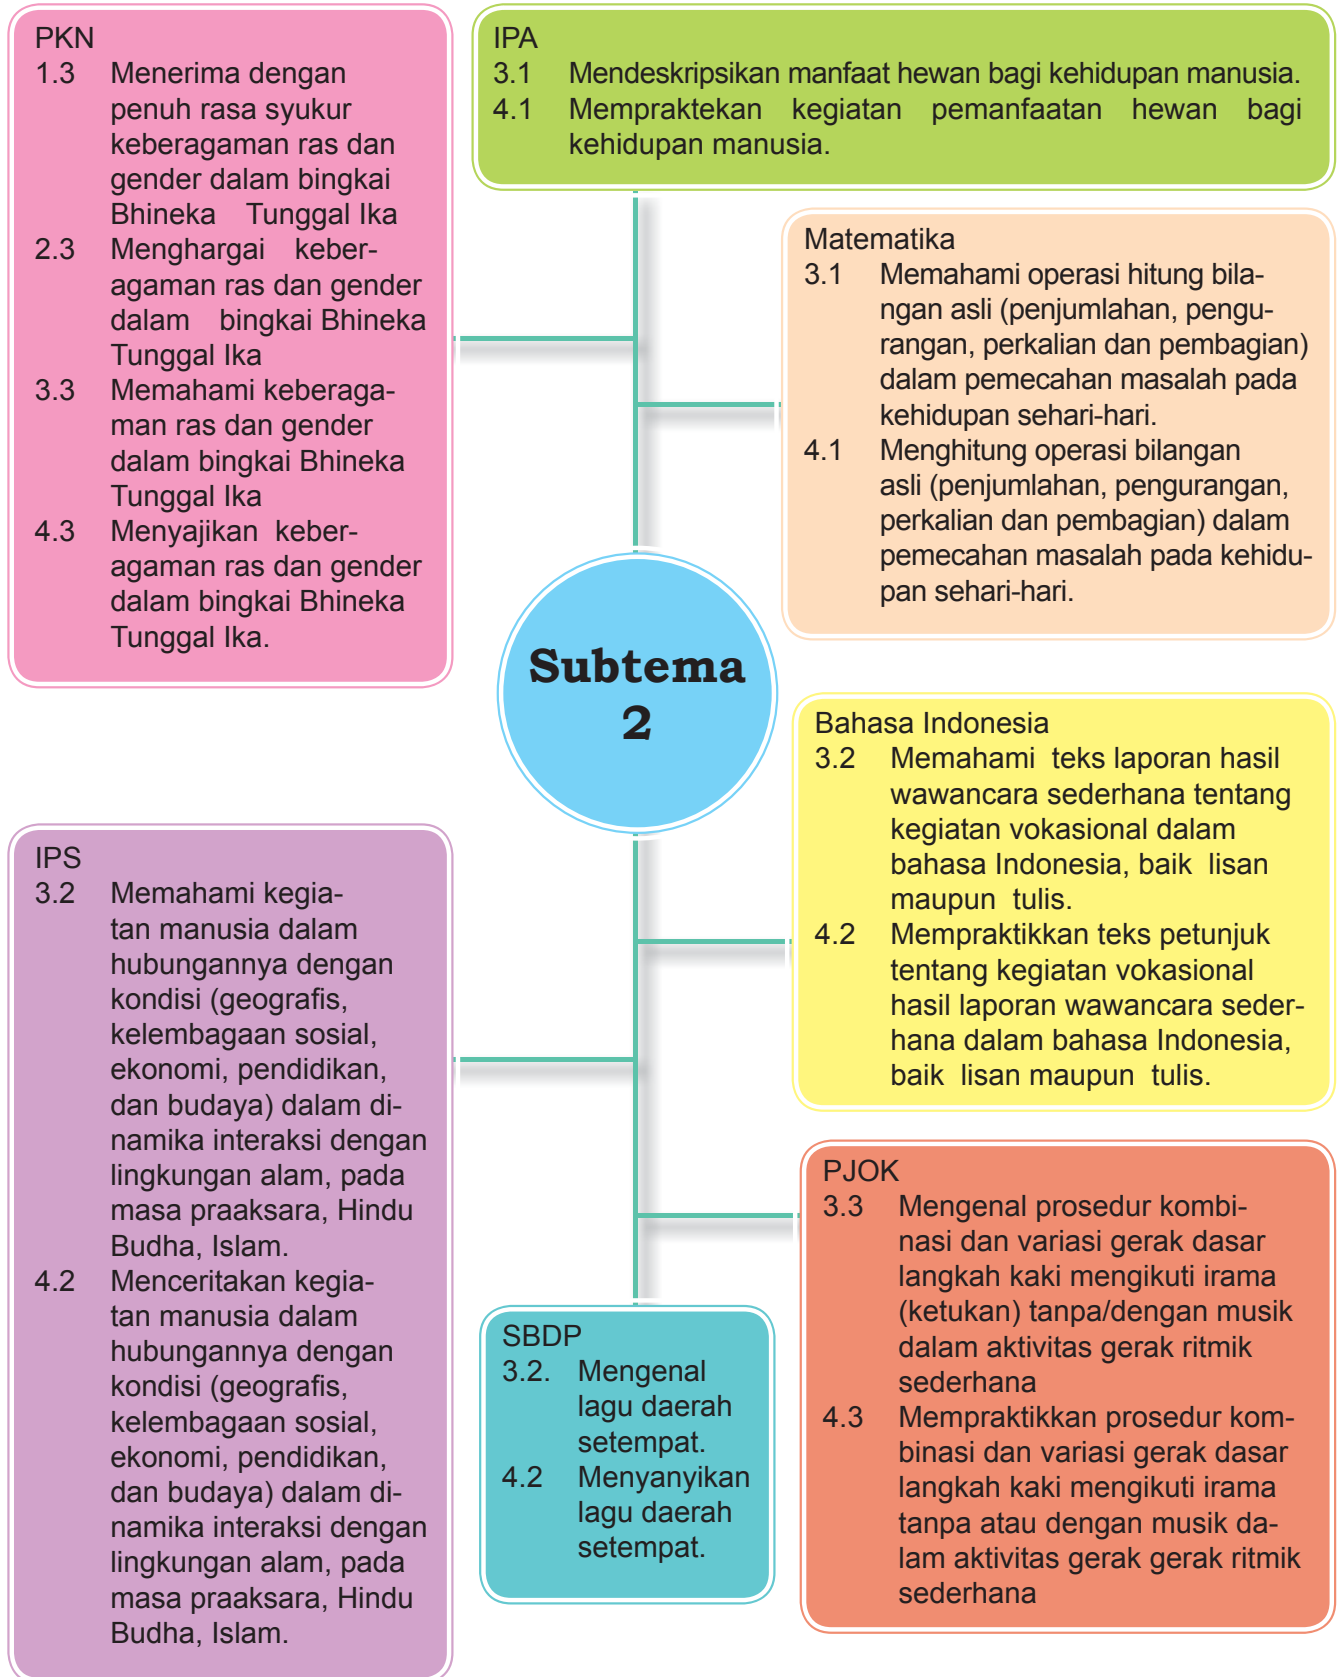 PKN
1.3 Menerima dengan
penuh rasa syukur
keberagaman ras dan
gender dalam bingkai
Bhineka Tunggal Ika
2.3 Menghargai keber-
agaman ras dan gender
dalam bingkai Bhineka
Tunggal Ika
3.3 Memahami keberaga-
man ras dan gender
dalam bingkai Bhineka
Tunggal Ika
4.3 Menyajikan keber-
agaman ras dan gender
dalam bingkai Bhineka
Tunggal Ika.
IPA
3.1 Mendeskripsikan manfaat hewan bagi kehidupan manusia.
4.1 Mempraktekan kegiatan pemanfaatan hewan bagi
kehidupan manusia.
Matematika
3.1 Memahami operasi hitung bila-
ngan asli (penjumlahan, pengu-
rangan, perkalian dan pembagian)
dalam pemecahan masalah pada
kehidupan sehari-hari.
4.1 Menghitung operasi bilangan
asli (penjumlahan, pengurangan,
perkalian dan pembagian) dalam
pemecahan masalah pada kehidu-
pan sehari-hari.
Subtema
2
Bahasa Indonesia
3.2 Memahami teks laporan hasil
wawancara sederhana tentang
kegiatan vokasional dalam
bahasa Indonesia, baik lisan
maupun tulis.
4.2 Mempraktikkan teks petunjuk
tentang kegiatan vokasional
hasil laporan wawancara seder-
hana dalam bahasa Indonesia,
baik lisan maupun tulis.
IPS
3.2 Memahami kegia-
tan manusia dalam
hubungannya dengan
kondisi (geografis,
kelembagaan sosial,
ekonomi, pendidikan,
dan budaya) dalam di-
namika interaksi dengan
lingkungan alam, pada
masa praaksara, Hindu
Budha, Islam.
4.2 Menceritakan kegia-
tan manusia dalam
hubungannya dengan
kondisi (geografis,
kelembagaan sosial,
ekonomi, pendidikan,
dan budaya) dalam di-
namika interaksi dengan
lingkungan alam, pada
masa praaksara, Hindu
Budha, Islam.
SBDP
3.2. Mengenal
lagu daerah
setempat.
4.2 Menyanyikan
lagu daerah
setempat.
PJOK
3.3 Mengenal prosedur kombi-
nasi dan variasi gerak dasar
langkah kaki mengikuti irama
(ketukan) tanpa/dengan musik
dalam aktivitas gerak ritmik
sederhana
4.3 Mempraktikkan prosedur kom-
binasi dan variasi gerak dasar
langkah kaki mengikuti irama
tanpa atau dengan musik da-
lam aktivitas gerak gerak ritmik
sederhana